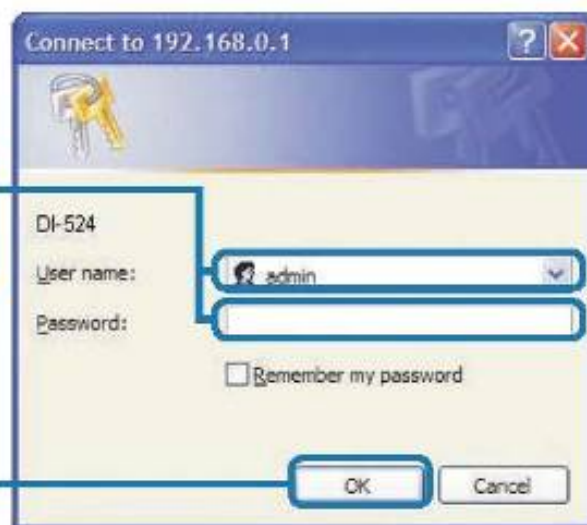 Connect to 192.168.0.1
DI-524
User name:
admin
Password:
Remember my password
OK
Cancel